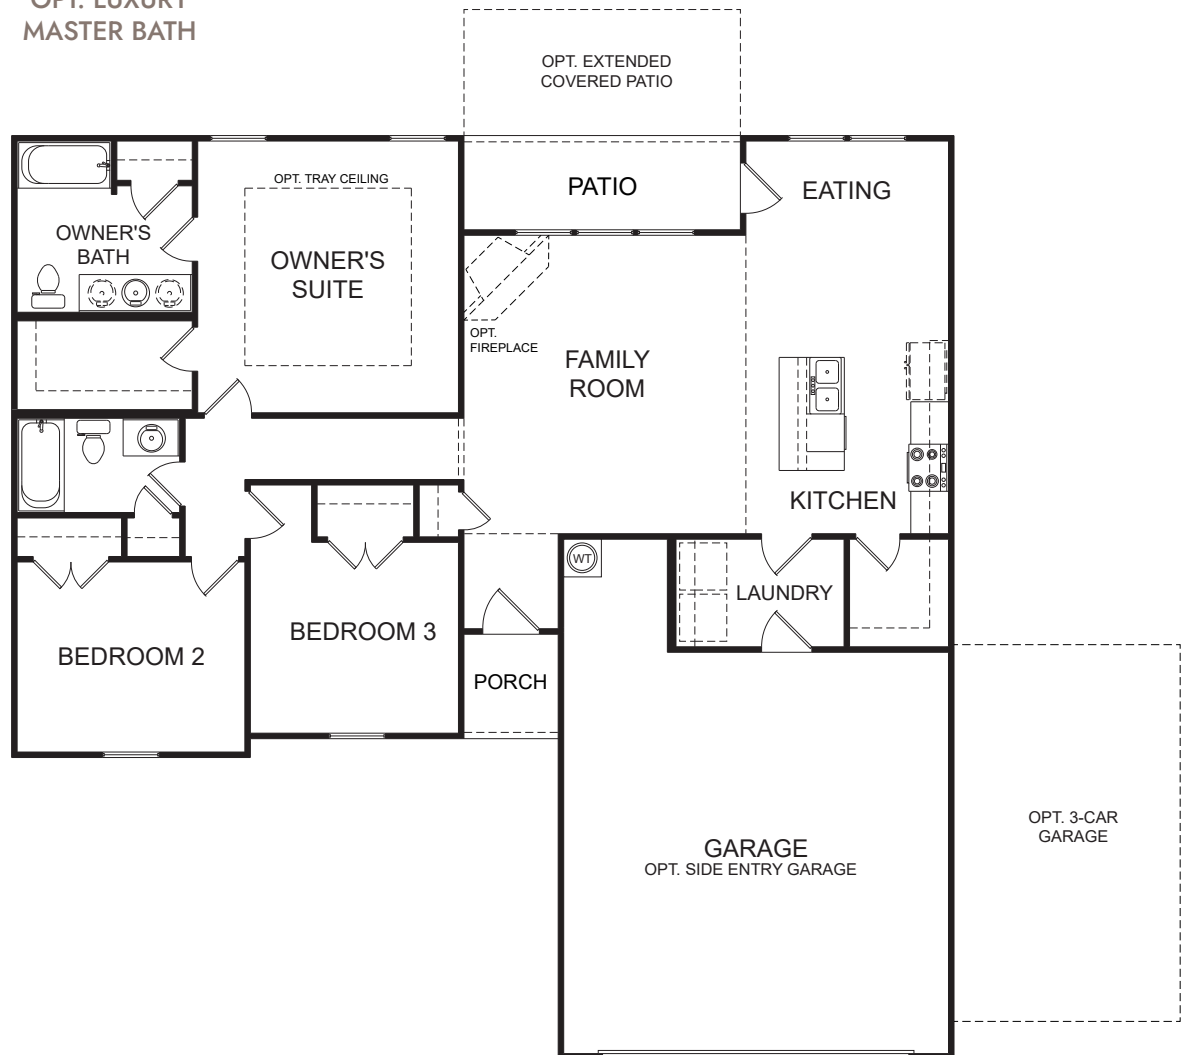 OPT. LUXURY
MASTER BATH
OPT. EXTENDED
COVERED PATIO
OPT. TRAY CEILING
PATIO
EATING
OWNER'S
BATH
OWNER'S
SUITE
OPT.
FIREPLACE
FAMILY
ROOM
KITCHEN
WT
LAUNDRY
BEDROOM 3
BEDROOM 2
PORCH
GARAGE
OPT. SIDE ENTRY GARAGE
OPT. 3-CAR
GARAGE